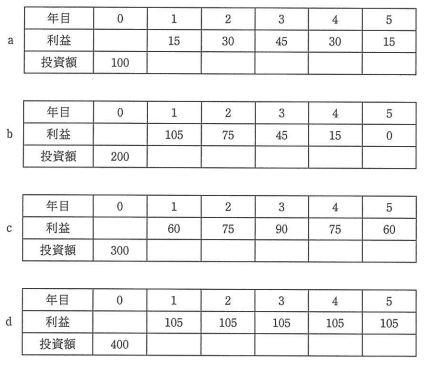 a
年目 0 1 2 3 4 5
利益 15 30 45 30 15
投資額 100
b
年目 0 1 2 3 4 5
利益 105 75 45 15 0
投資額 200
c
年目 0 1 2 3 4 5
利益 60 75 90 75 60
投資額 300
d
年目 0 1 2 3 4 5
利益 105 105 105 105 105
投資額 400